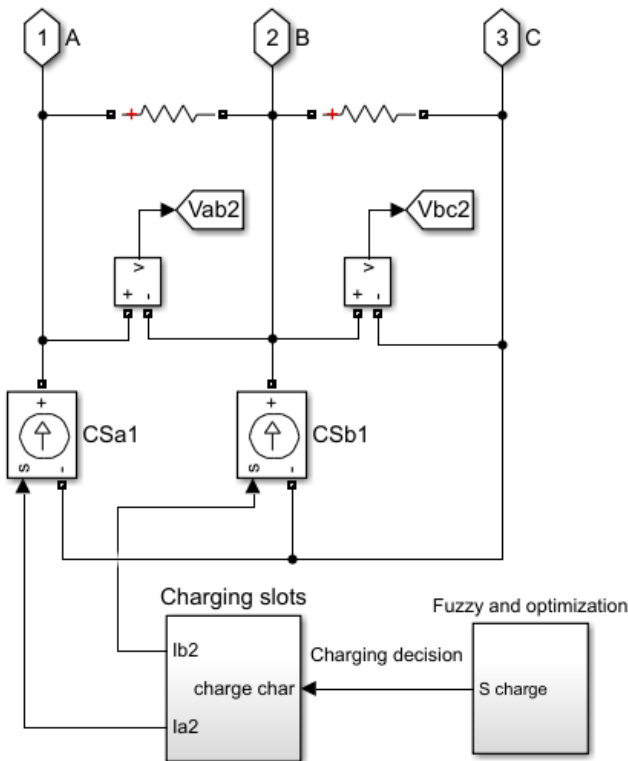 1 A
2 B
3 C
+
+
Vab2
Vbc2
v
+ -
v
+ -
+
CSa1
s -
+
CSb1
s -
Charging slots
Fuzzy and optimization
Ib2
Charging decision
charge char
S charge
Ia2